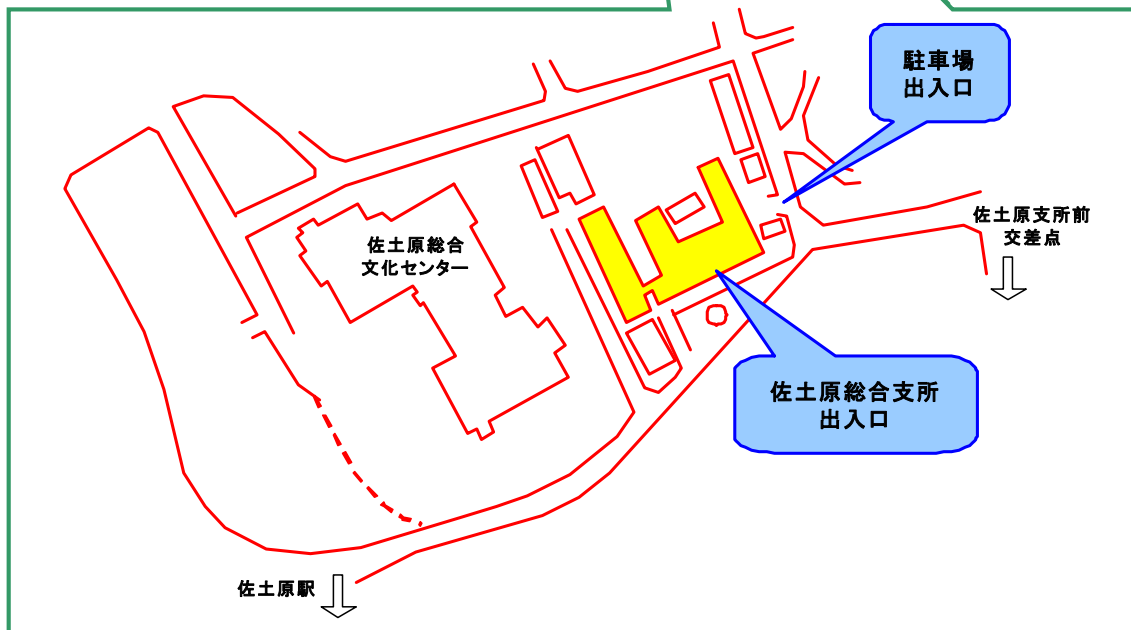 駐車場
出入口
佐土原支所前
交差点
佐土原総合
文化センター
佐土原総合支所
出入口
佐土原駅